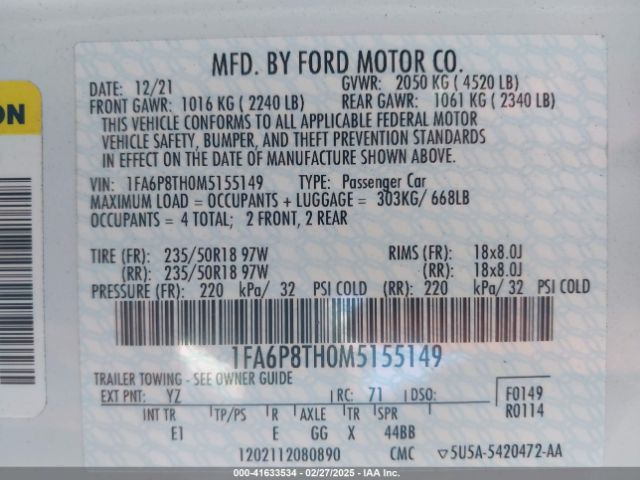 MFD. BY FORD MOTOR CO.
DATE: 12/21 GVWR: 2050 KG ( 4520 LB)
FRONT GAWR: 1016 KG ( 2240 LB) REAR GAWR: 1061 KG ( 2340 LB)
THIS VEHICLE CONFORMS TO ALL APPLICABLE FEDERAL MOTOR
VEHICLE SAFETY, BUMPER, AND THEFT PREVENTION STANDARDS
IN EFFECT ON THE DATE OF MANUFACTURE SHOWN ABOVE.
VIN: 1FA6P8TH0M5155149 TYPE: Passenger Car
MAXIMUM LOAD = OCCUPANTS + LUGGAGE = 303KG/ 668LB
OCCUPANTS = 4 TOTAL; 2 FRONT, 2 REAR
TIRE (FR): 235/50R18 97W RIMS (FR): 18x8.0J
(RR): 235/50R18 97W (RR): 18x8.0J
PRESSURE (FR): 220 kPa/ 32 PSI COLD (RR): 220 kPa/ 32 PSI COLD
1FA6P8TH0M5155149
TRAILER TOWING - SEE OWNER GUIDE
EXT PNT: YZ RC: 71 DSO: F0149
INT TR TP/PS R AXLE TR SPR R0114
E1 E GG X 44BB
1202112080890 CMC ▽5U5A-5420472-AA
ON
000-41633534 - 02/27/2025 - IAA Inc.